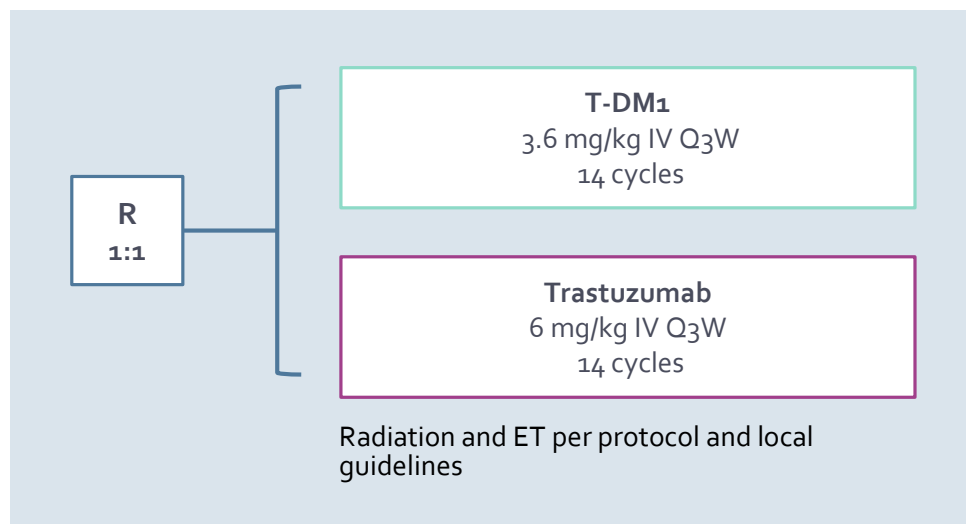 R
1:1
T-DM1
3.6 mg/kg IV Q3W
14 cycles
Trastuzumab
6 mg/kg IV Q3W
14 cycles
Radiation and ET per protocol and local
guidelines